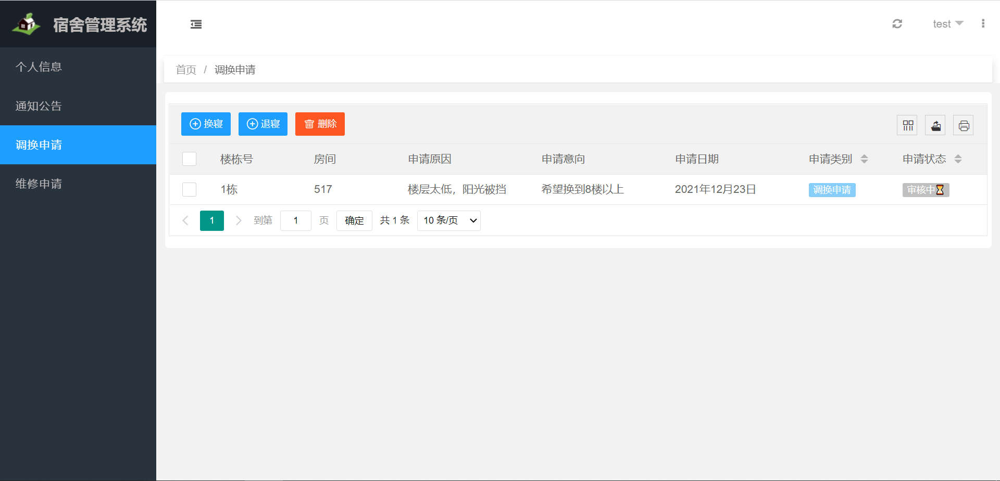 宿舍管理系统
test
个人信息
通知公告
调换申请
维修申请
首页 / 调换申请
换寝 退寝 删除
楼栋号 房间 申请原因 申请意向 申请日期 申请类别 申请状态
1栋 517 楼层太低，阳光被挡 希望换到8楼以上 2021年12月23日 调换申请 审核中⌛
1 到第 1 页 确定 共 1 条 10 条/页